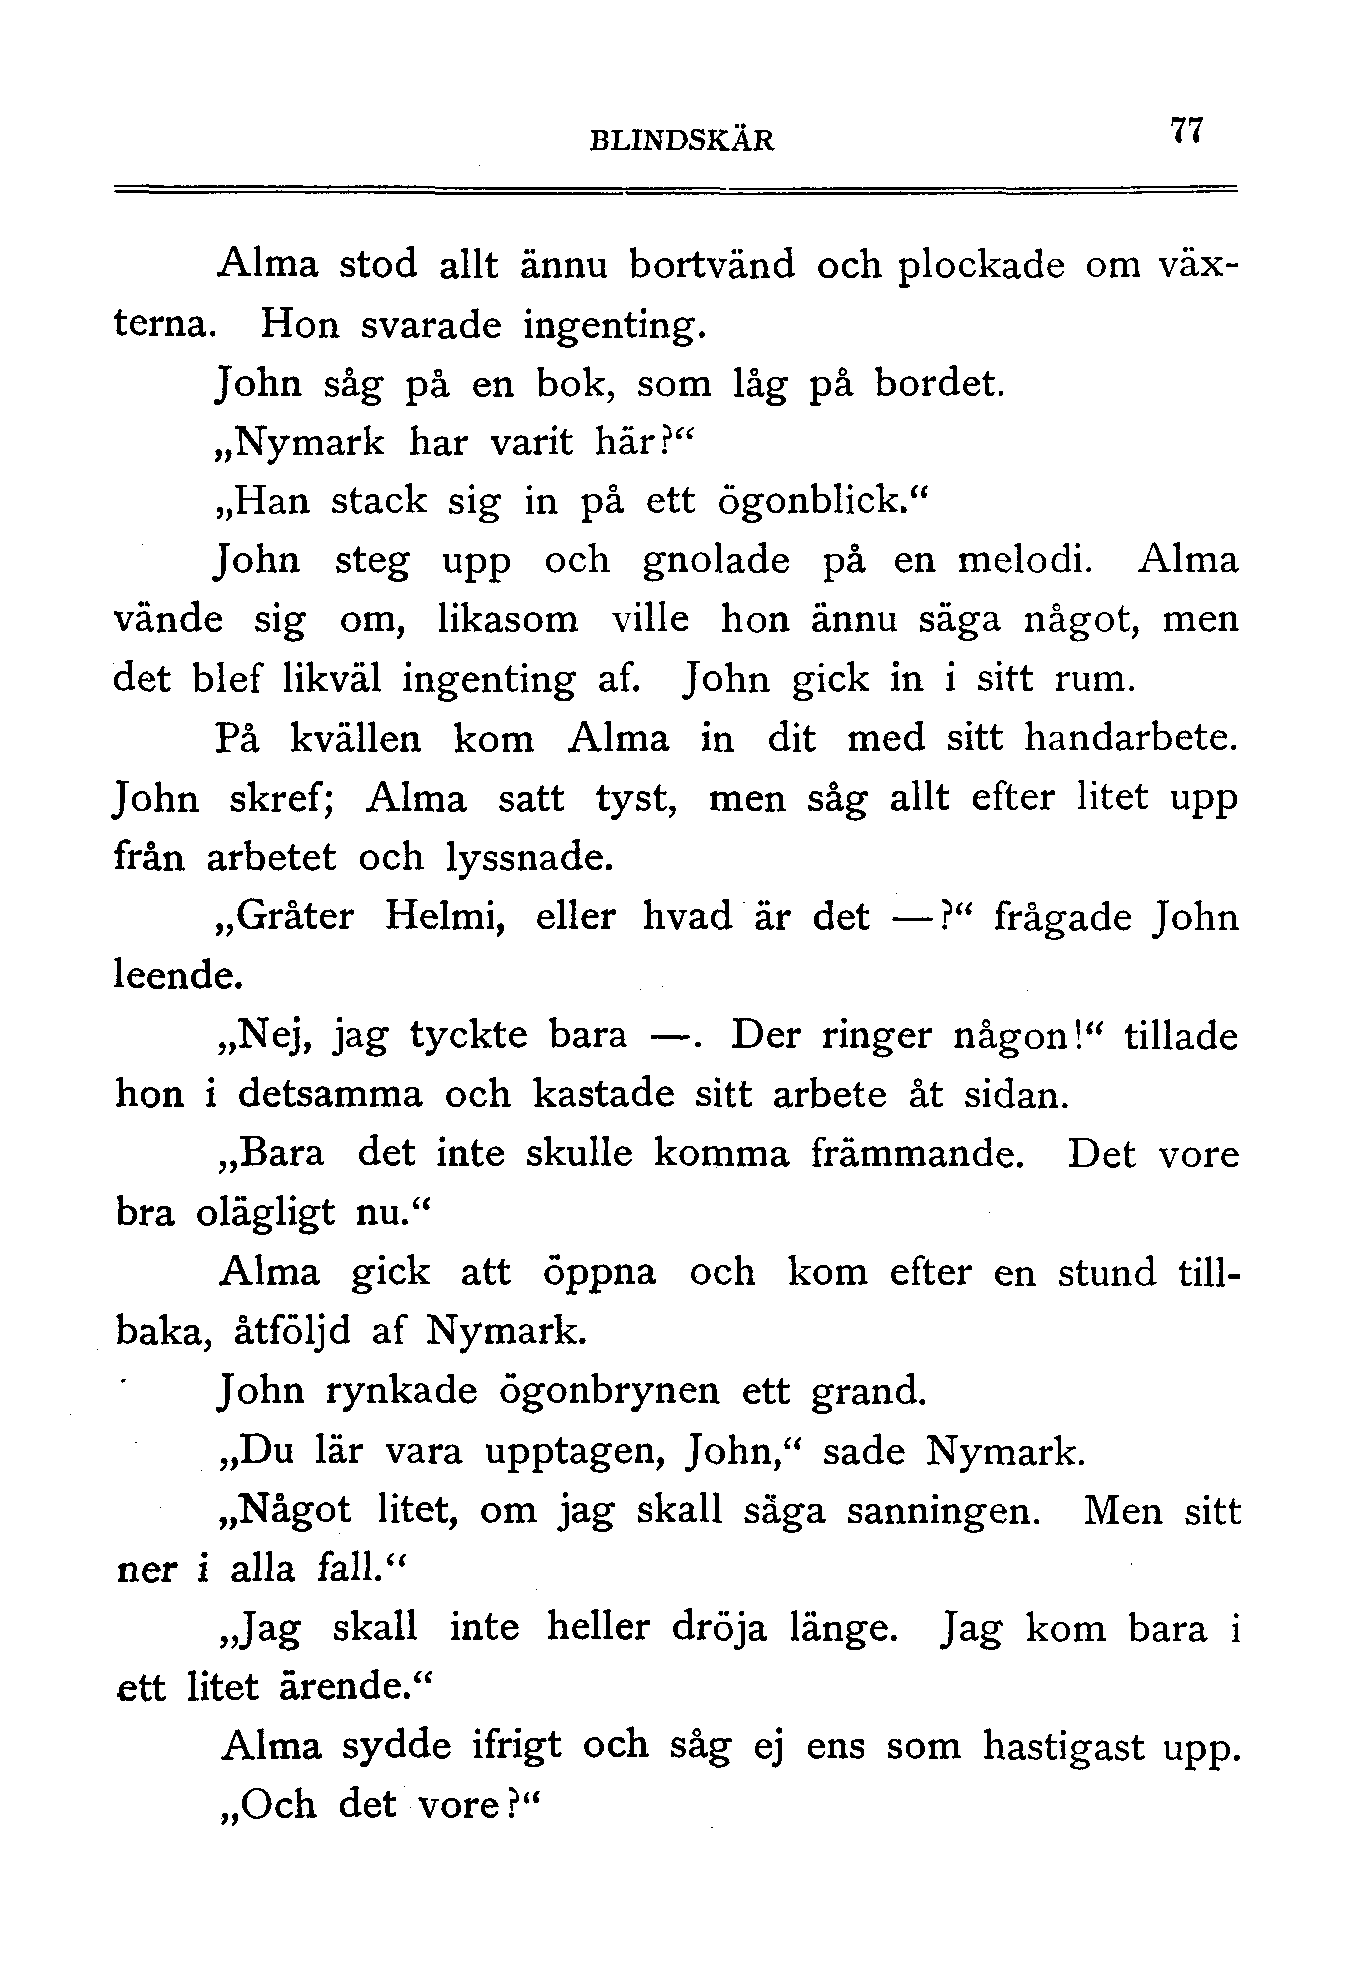 BLINDSKÄR 77
Alma stod allt ännu bortvänd och plockade om väx-
terna. Hon svarade ingenting.
John såg på en bok, som låg på bordet.
„Nymark har varit här?“
„Han stack sig in på ett ögonblick.“
John steg upp och gnolade på en melodi. Alma
vände sig om, likasom ville hon ännu säga något, men
det blef likväl ingenting af. John gick in i sitt rum.
På kvällen kom Alma in dit med sitt handarbete.
John skref; Alma satt tyst, men såg allt efter litet upp
från arbetet och lyssnade.
„Gråter Helmi, eller hvad är det —?“ frågade John
leende.
„Nej, jag tyckte bara —. Der ringer någon!“ tillade
hon i detsamma och kastade sitt arbete åt sidan.
„Bara det inte skulle komma främmande. Det vore
bra olägligt nu.“
Alma gick att öppna och kom efter en stund till-
baka, åtföljd af Nymark.
John rynkade ögonbrynen ett grand.
„Du lär vara upptagen, John,“ sade Nymark.
„Något litet, om jag skall säga sanningen. Men sitt
ner i alla fall.“
„Jag skall inte heller dröja länge. Jag kom bara i
ett litet ärende.“
Alma sydde ifrigt och såg ej ens som hastigast upp.
„Och det vore?“